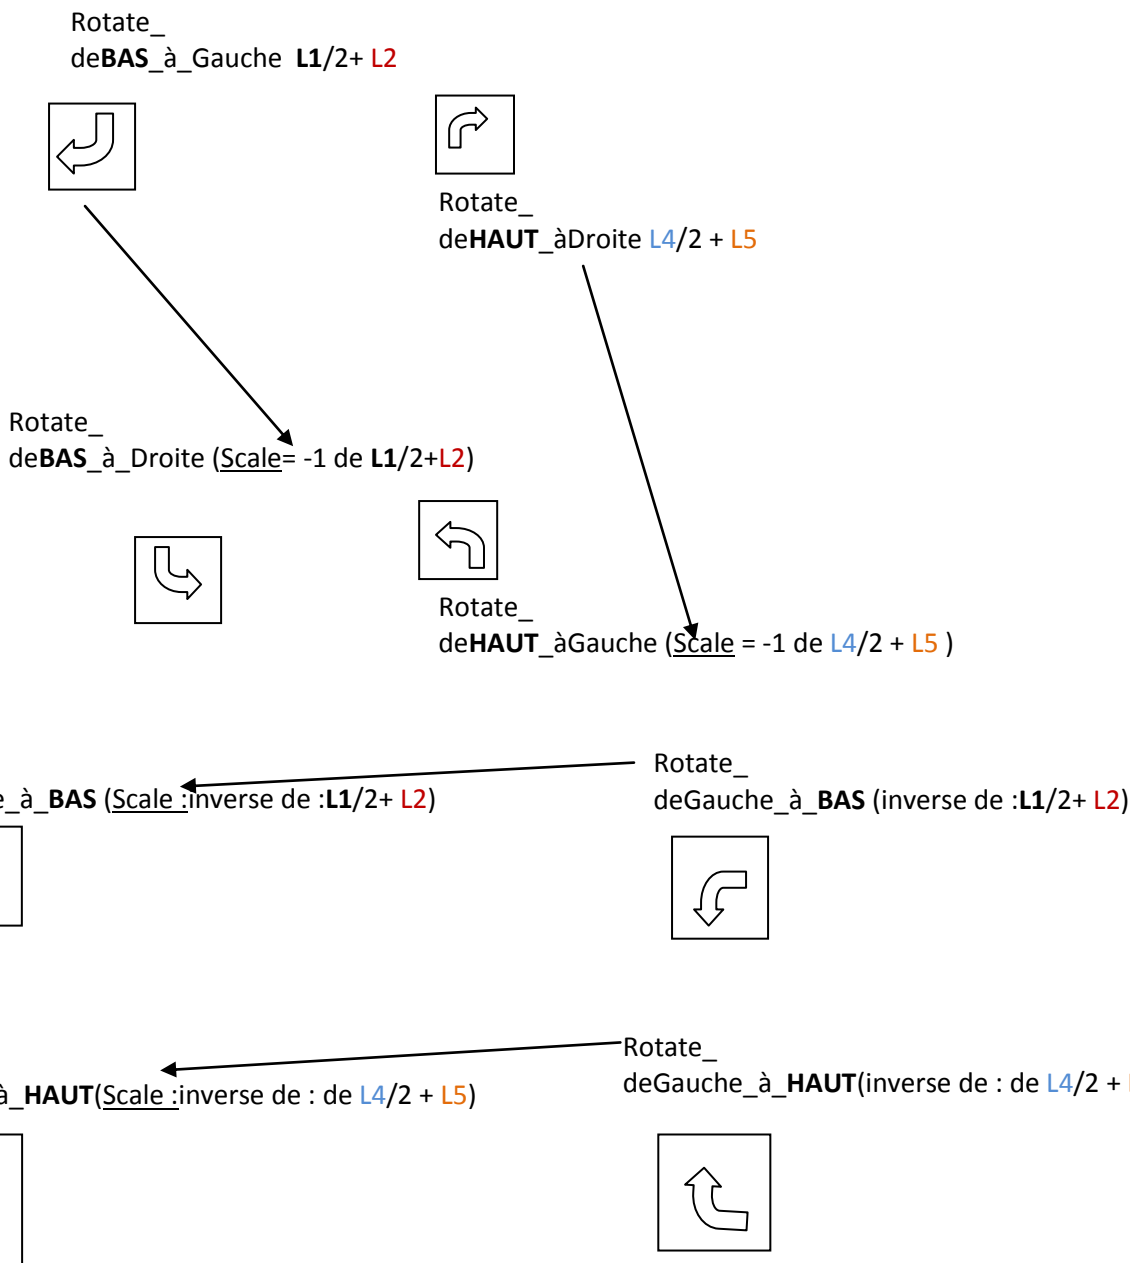 Rotate_
deBAS_à_Gauche L1/2+ L2
Rotate_
deHAUT_àDroite L4/2 + L5
Rotate_
deBAS_à_Droite (Scale= -1 de L1/2+L2)
Rotate_
deHAUT_àGauche (Scale = -1 de L4/2 + L5 )
Rotate_
e_à_BAS (Scale :inverse de :L1/2+ L2)
deGauche_à_BAS (inverse de :L1/2+ L2)
Rotate_
à_HAUT(Scale :inverse de : de L4/2 + L5)
deGauche_à_HAUT(inverse de : de L4/2 +